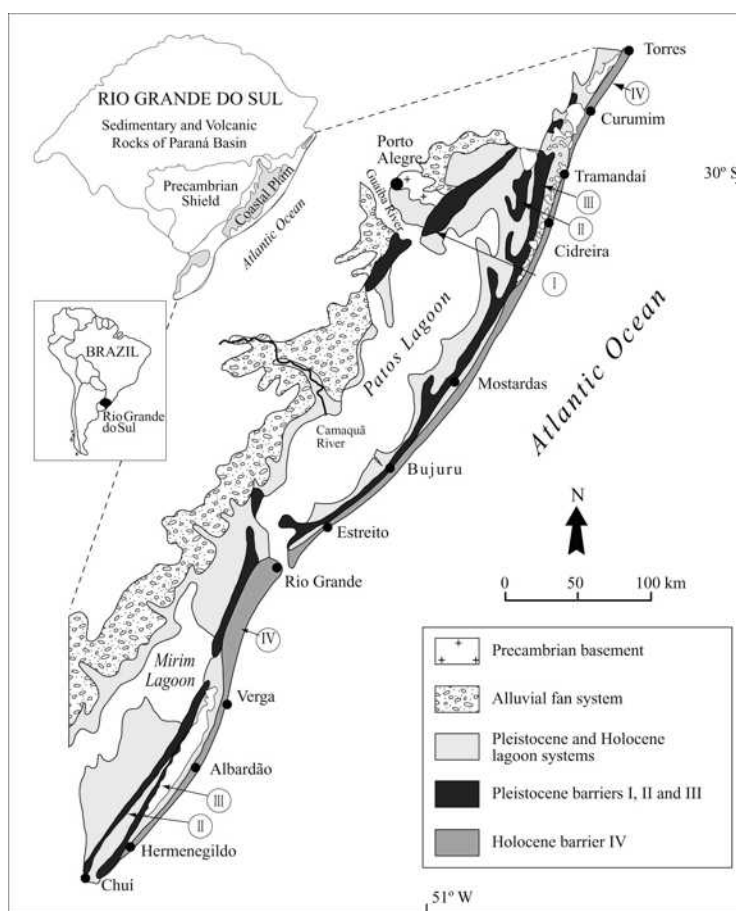 RIO GRANDE DO SUL
Sedimentary and Volcanic
Rocks of Paraná Basin
Precambrian
Shield
Coastal Plain
Atlantic Ocean
BRAZIL
Rio Grande
do Sul
Torres
IV
Curumim
Porto
Alegre
Guaíba River
Tramandaí
30° S
III
II
Cidreira
I
Patos Lagoon
Atlantic Ocean
Mostardas
Camaquã
River
Bujuru
Estreito
N
0 50 100 km
Rio Grande
IV
Mirim
Lagoon
Verga
Albardão
III
II
Hermenegildo
Chuí
51° W
Precambrian basement
Alluvial fan system
Pleistocene and Holocene
lagoon systems
Pleistocene barriers I, II and III
Holocene barrier IV